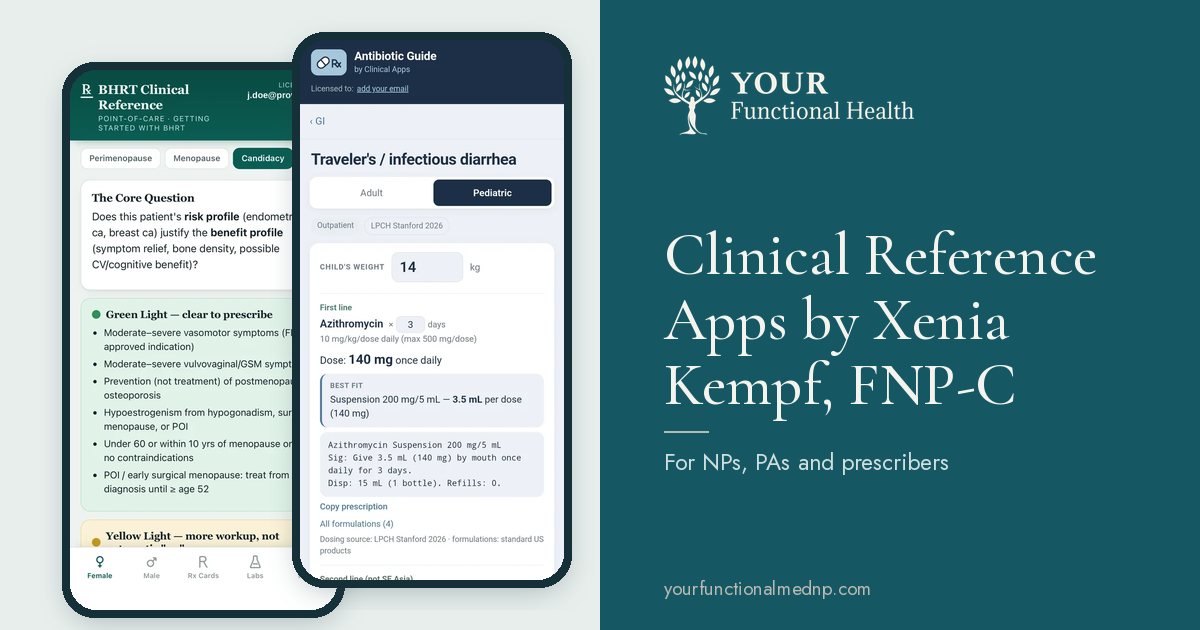 BHRT Clinical
Reference
POINT-OF-CARE · GETTING
STARTED WITH BHRT
j.doe@pro
Perimenopause
Menopause
Candidacy
The Core Question
Does this patient's risk profile (endometr
ca, breast ca) justify the benefit profile
(symptom relief, bone density, possible
CV/cognitive benefit)?
Green Light — clear to prescribe
• Moderate–severe vasomotor symptoms (F
approved indication)
• Moderate–severe vulvovaginal/GSM sympt
• Prevention (not treatment) of postmenopau
osteoporosis
• Hypoestrogenism from hypogonadism, sur
menopause, or POI
• Under 60 or within 10 yrs of menopause on
no contraindications
• POI / early surgical menopause: treat from
diagnosis until ≥ age 52
Yellow Light — more workup, not
Female
Male
Rx Cards
Labs
Rx
Antibiotic Guide
by Clinical Apps
Licensed to: add your email
‹ GI
Traveler's / infectious diarrhea
Adult
Pediatric
Outpatient
LPCH Stanford 2026
CHILD'S WEIGHT 14 kg
First line
Azithromycin × 3 days
10 mg/kg/dose daily (max 500 mg/dose)
Dose: 140 mg once daily
BEST FIT
Suspension 200 mg/5 mL — 3.5 mL per dose
(140 mg)
Azithromycin Suspension 200 mg/5 mL
Sig: Give 3.5 mL (140 mg) by mouth once
daily for 3 days.
Disp: 15 mL (1 bottle). Refills: 0.
Copy prescription
All formulations (4)
Dosing source: LPCH Stanford 2026 · formulations: standard US
products
Second line (not SE Asia)
YOUR
Functional Health
Clinical Reference
Apps by Xenia
Kempf, FNP-C
For NPs, PAs and prescribers
yourfunctionalmednp.com